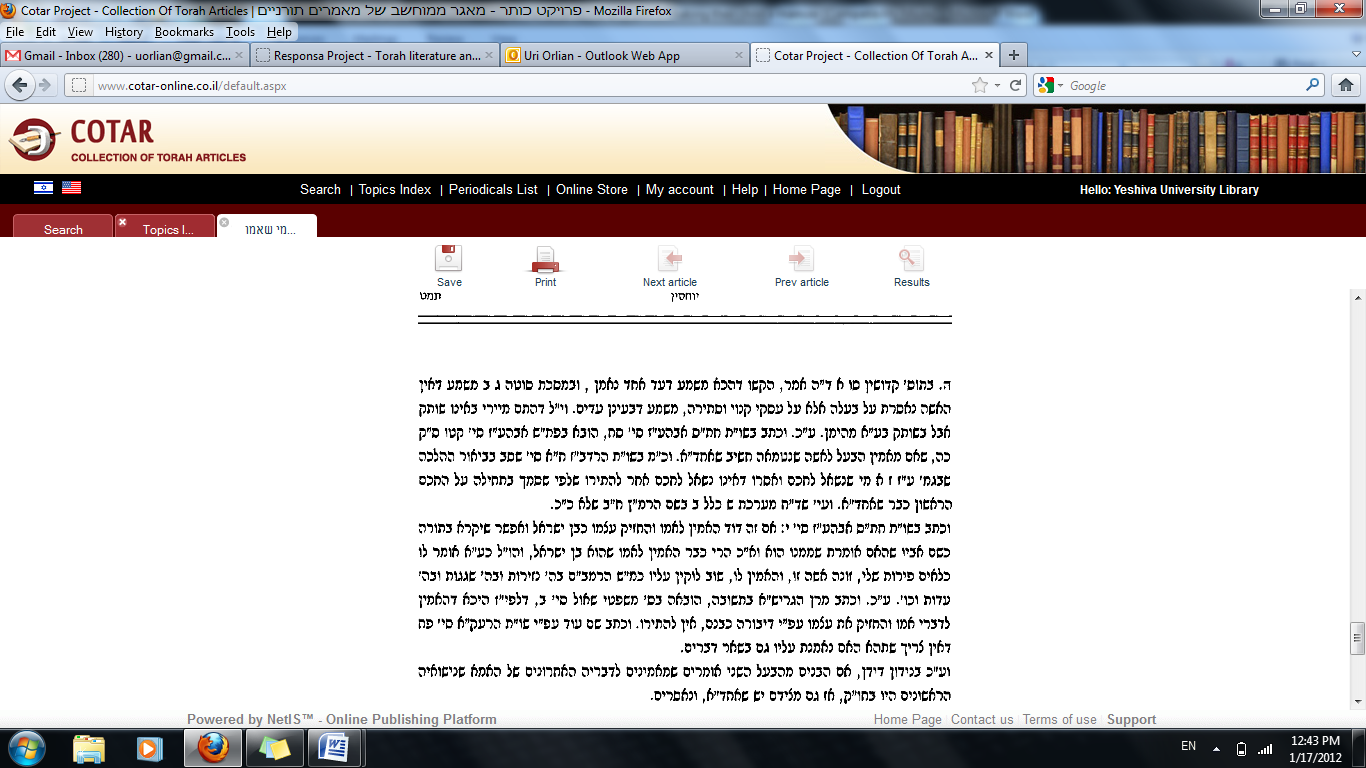 Cotar Project - Collection Of Torah Articles | פרויקט כותר - מאגר ממוחשב של מאמרים תורניים - Mozilla Firefox
File Edit View History Bookmarks Tools Help
Gmail - Inbox (280) - uorlian@gmail.c... Responsa Project - Torah literature an... Uri Orlian - Outlook Web App Cotar Project - Collection Of Torah A...
www.cotar-online.co.il/default.aspx Google
COTAR
COLLECTION OF TORAH ARTICLES
Search | Topics Index | Periodicals List | Online Store | My account | Help | Home Page | Logout Hello: Yeshiva University Library
Search Topics I... מי שאמו...
Save Print Next article Prev article Results
יוחסין תמט
ה. בתוס' קדושין סו א ד"ה אמר, הקשו דהכא משמע דעד אחד נאמן , ובמסכת סוטה ג ב משמע דאין
האשה נאסרת על בעלה אלא על עסקי קנוי וסתירה, משמע דבעינן עדים. וי"ל דהתם מיירי באינו שותק
אבל בשותק בע"א מהימן. ע"כ. וכתב בשו"ת חת"ס אבהע"ז סי' סח, הובא בפת"ש אבהע"ז סי' קטו ס"ק
כה, שאם מאמין הבעל לאשה שנטמאה חשיב שאחד"א. וכ"מ בשו"ת הרדב"ז ח"א סי' שסב בביאור ההלכה
שבגמ' ע"ז ז א מי שנשאל לחכם ואסרו דאינו נשאל לחכם אחר להתירו שלפי שסמך בתחילה על החכם
הראשון כבר שאחד"א. ועי' שד"ח מערכת ש כלל ב בשם הרמ"ן ח"ב שלא כ"כ.
וכתב בשו"ת חת"ס אבהע"ז סי' י: אם זה דוד האמין לאמו והחזיק עצמו כבן ישראל ואפשר שיקרא בתורה
כשם אביו שהאם אומרת שממנו הוא וא"כ הרי כבר האמין לאמו שהוא בן ישראל, והו"ל כע"א אומר לו
כלאים פירות שלי, זונה אשה זו, והאמין לו, שוב לוקין עליו כמ"ש הרמב"ם בה' נזירות ובה' שגגות ובה'
עדות וכו'. ע"כ. וכתב מרן הגריש"א בתשובה, הובאה בס' משפטי שאול סי' ב, דלפי"ז היכא דהאמין
לדברי אמו והחזיק את עצמו עפ"י דיבורה כבנם, אין להתירו. וכתב שם עוד עפ"י שו"ת הרעק"א סי' פח
דאין צריך שתהא האם נאמנת עליו גם בשאר דברים.
וע"כ בנידון דידן, אם הבנים מהבעל השני אומרים שמאמינים לדבריה האחרונים של האמא שנישואיה
הראשונים היו בחו"ק, אז גם מצידם יש שאחד"א, ונאסרים.
Powered by NetIS™ - Online Publishing Platform Home Page Contact us Terms of use Support
EN 12:43 PM
1/17/2012